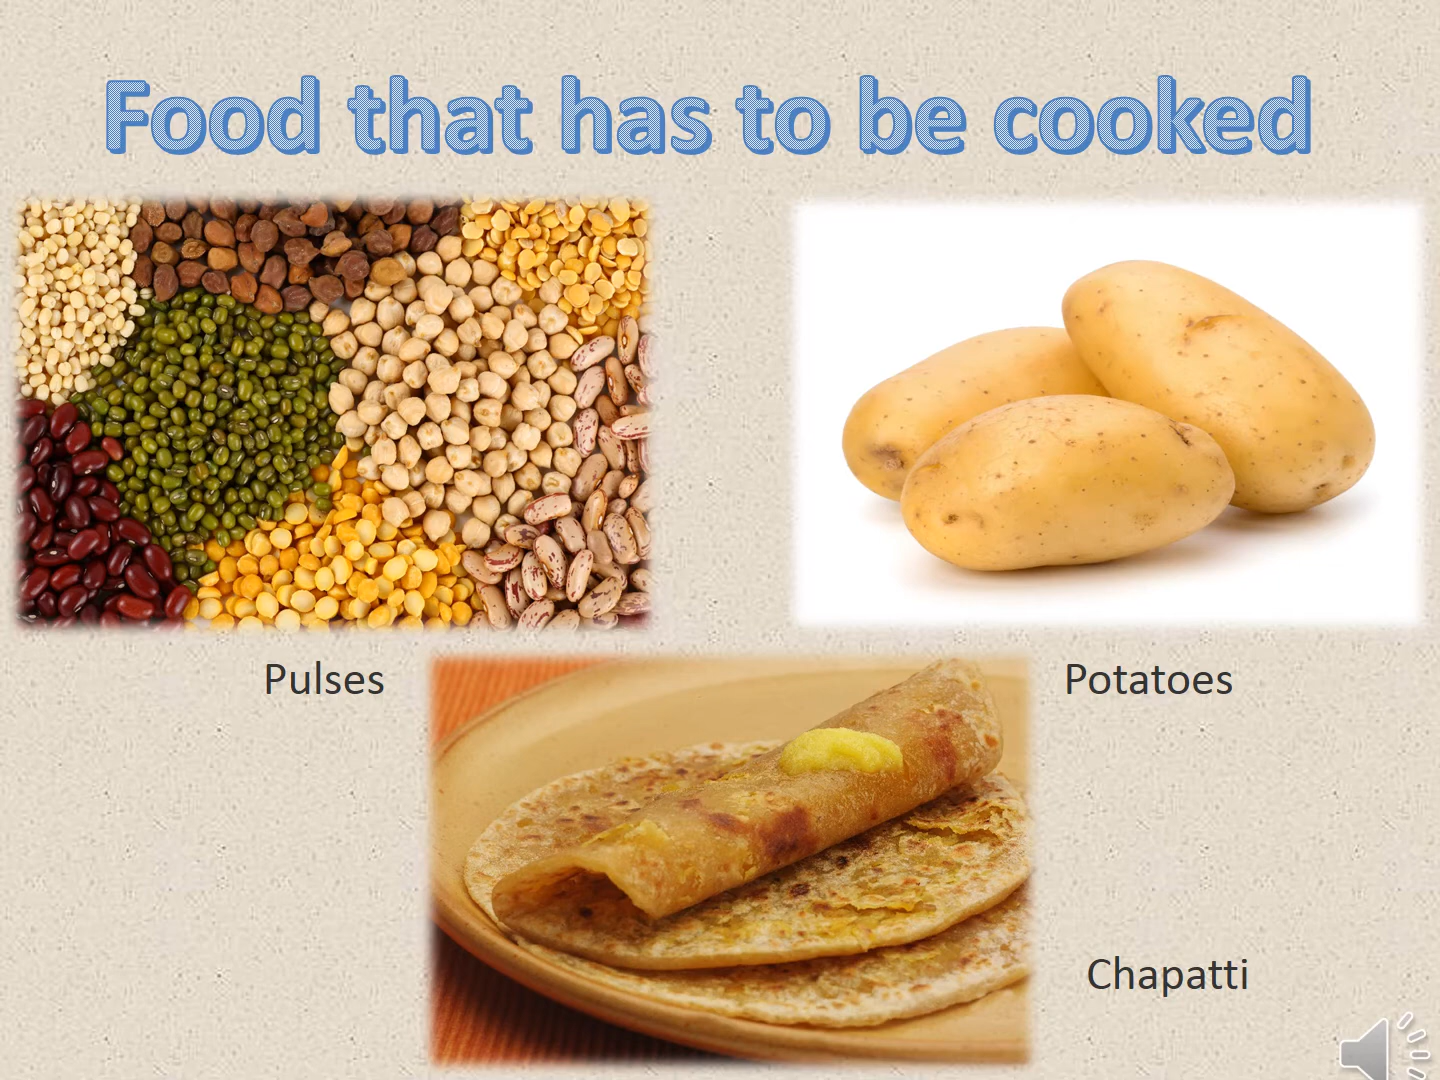 Food that has to be cooked
Pulses
Potatoes
Chapatti